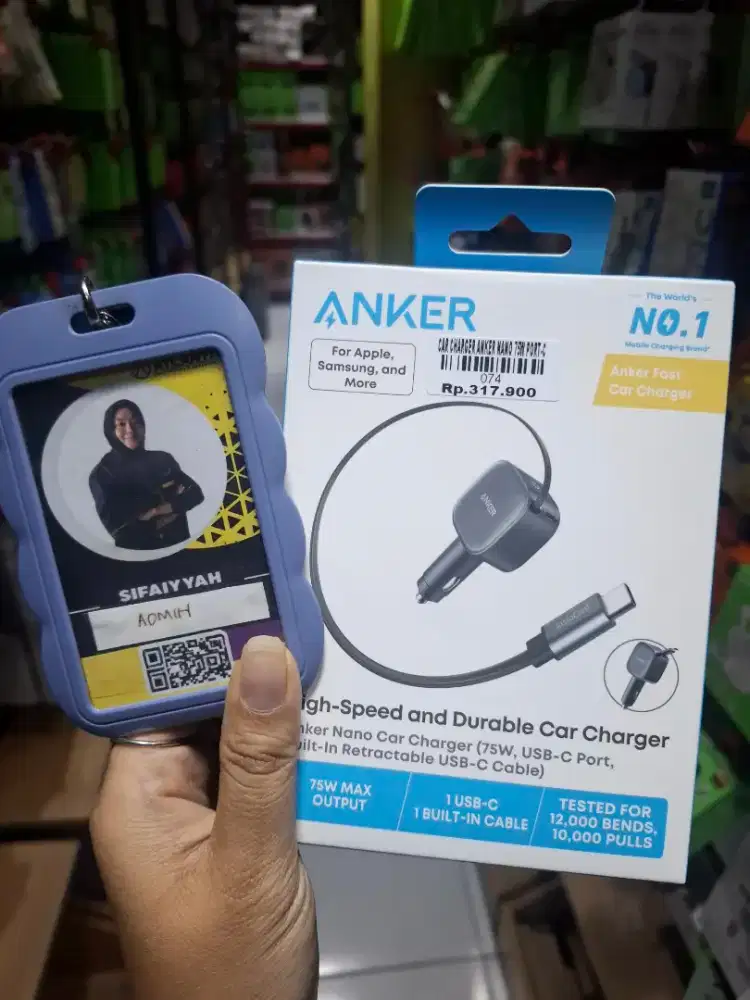 SIFAIYYAH
ADMIN
ANKER
The World's
NO.1
Mobile Charging Brand*
For Apple,
Samsung, and
More
CAR CHARGER ANKER NANO 75W PORT-C
074
Rp.317.900
Anker Fast
Car Charger
ANKER
igh-Speed and Durable Car Charger
nker Nano Car Charger (75W, USB-C Port,
uilt-In Retractable USB-C Cable)
75W MAX
OUTPUT
1 USB-C
1 BUILT-IN CABLE
TESTED FOR
12,000 BENDS,
10,000 PULLS